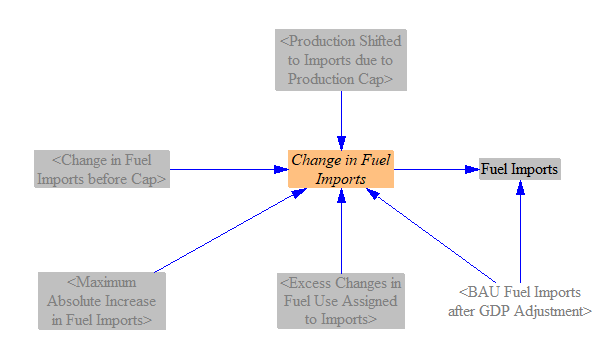 <Production Shifted
to Imports due to
Production Cap>
<Change in Fuel
Imports before Cap>
Change in Fuel
Imports
Fuel Imports
<Maximum
Absolute Increase
in Fuel Imports>
<Excess Changes in
Fuel Use Assigned
to Imports>
<BAU Fuel Imports
after GDP Adjustment>